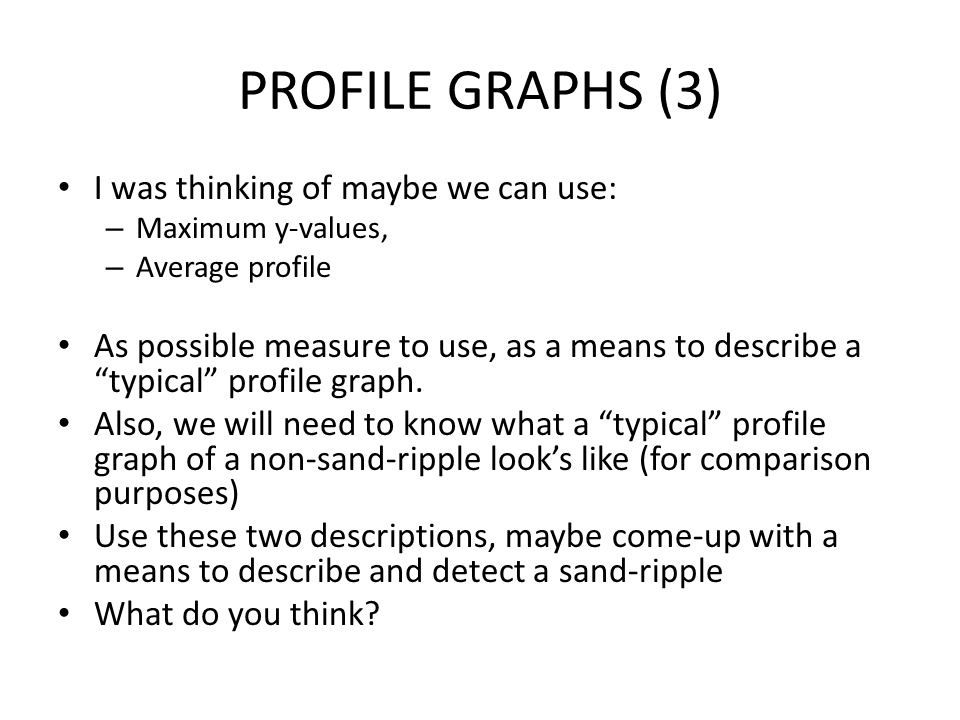 PROFILE GRAPHS (3)
• I was thinking of maybe we can use:
– Maximum y-values,
– Average profile
• As possible measure to use, as a means to describe a
“typical” profile graph.
• Also, we will need to know what a “typical” profile
graph of a non-sand-ripple look’s like (for comparison
purposes)
• Use these two descriptions, maybe come-up with a
means to describe and detect a sand-ripple
• What do you think?